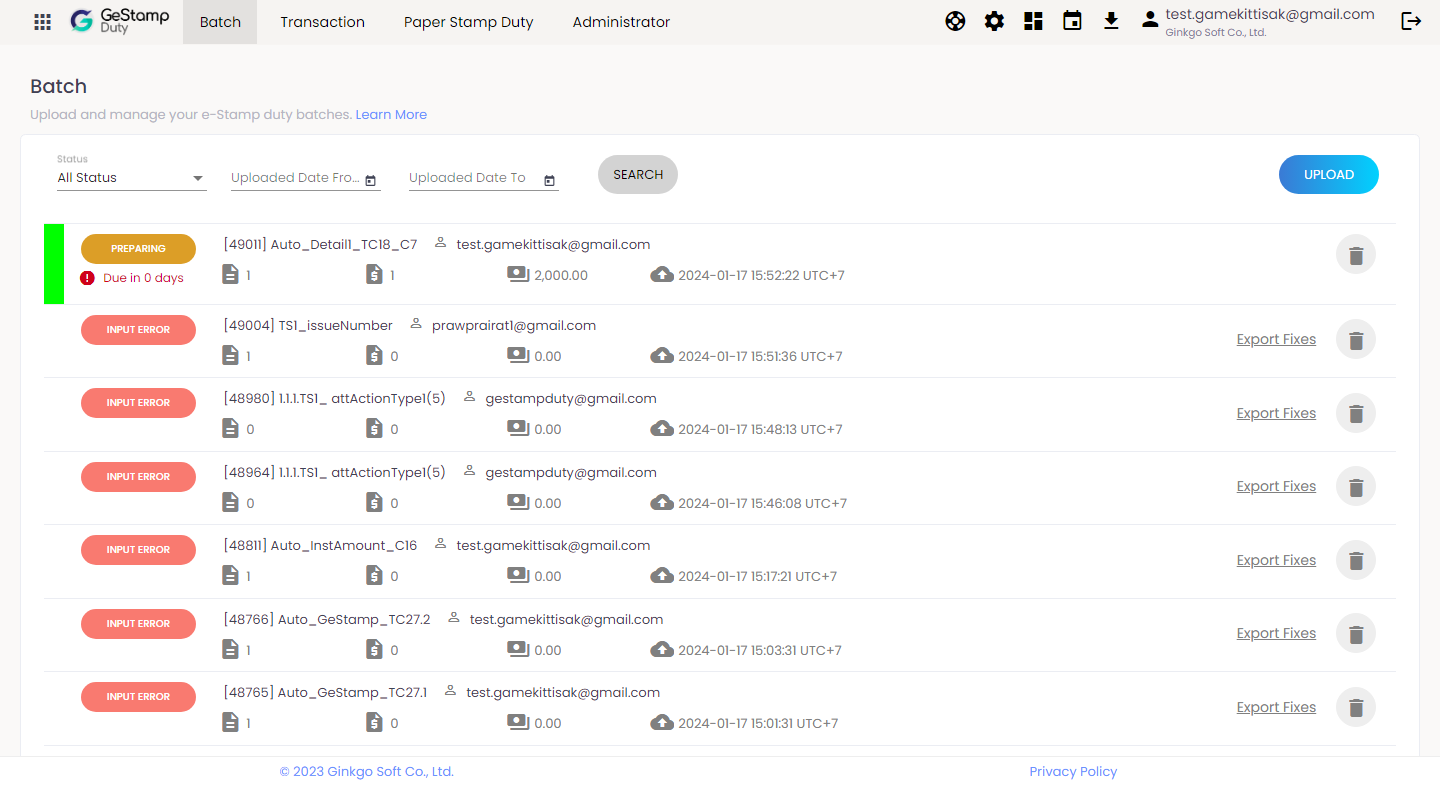 GeStamp Duty Batch Transaction Paper Stamp Duty Administrator test.gamekittisak@gmail.com
Ginkgo Soft Co., Ltd.
Batch
Upload and manage your e-Stamp duty batches. Learn More
Status
All Status Uploaded Date Fro... Uploaded Date To SEARCH UPLOAD
PREPARING [49011] Auto_Detail1_TC18_C7 test.gamekittisak@gmail.com
Due in 0 days 1 1 2,000.00 2024-01-17 15:52:22 UTC+7
INPUT ERROR [49004] TS1_issueNumber prawprairat1@gmail.com
Export Fixes
1 0 0.00 2024-01-17 15:51:36 UTC+7
INPUT ERROR [48980] 1.1.1.TS1_ attActionType1(5) gestampduty@gmail.com
Export Fixes
0 0 0.00 2024-01-17 15:48:13 UTC+7
INPUT ERROR [48964] 1.1.1.TS1_ attActionType1(5) gestampduty@gmail.com
Export Fixes
0 0 0.00 2024-01-17 15:46:08 UTC+7
INPUT ERROR [48811] Auto_InstAmount_C16 test.gamekittisak@gmail.com
Export Fixes
1 0 0.00 2024-01-17 15:17:21 UTC+7
INPUT ERROR [48766] Auto_GeStamp_TC27.2 test.gamekittisak@gmail.com
Export Fixes
1 0 0.00 2024-01-17 15:03:31 UTC+7
INPUT ERROR [48765] Auto_GeStamp_TC27.1 test.gamekittisak@gmail.com
Export Fixes
1 0 0.00 2024-01-17 15:01:31 UTC+7
© 2023 Ginkgo Soft Co., Ltd. Privacy Policy